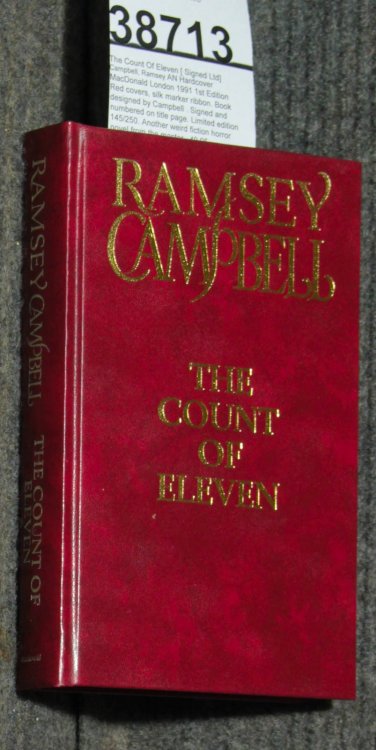 38713
The Count Of Eleven [ Signed Ltd]
Campbell, Ramsey AN Hardcover
MacDonald London 1991 1st Edition
Red covers, silk marker ribbon. Book
designed by Campbell . Signed and
numbered on title page. Limited edition
145/250. Another weird fiction horror
RAMSEY
CAMPBELL
THE
COUNT
OF
ELEVEN
RAMSEY CAMPBELL
THE COUNT OF
ELEVEN